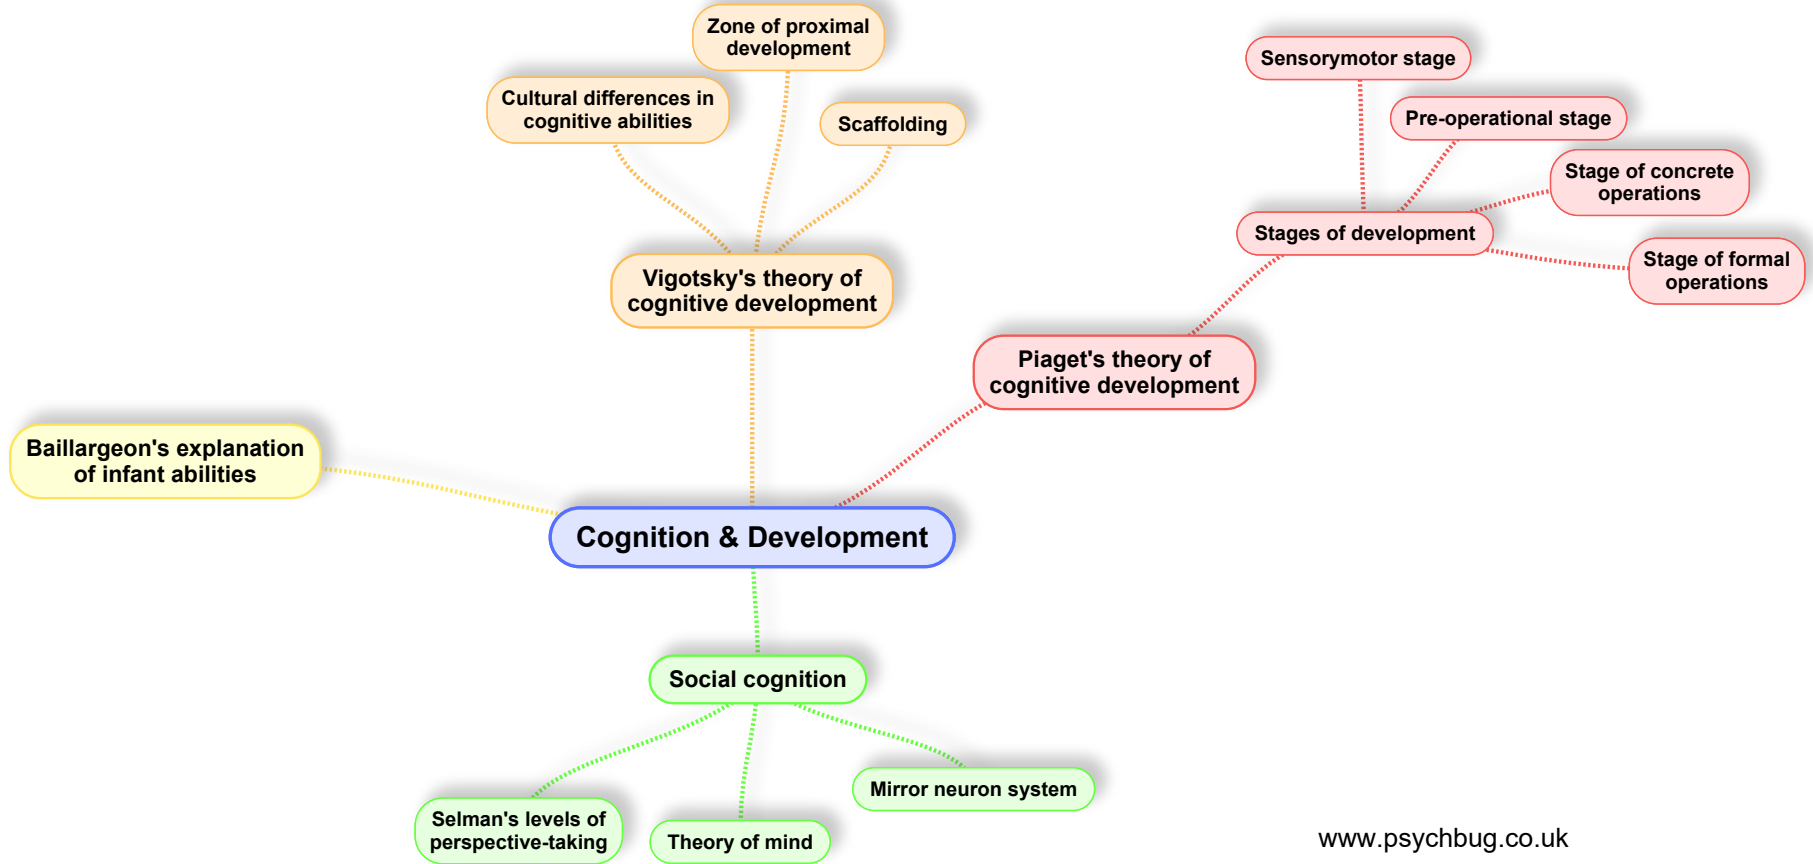 Zone of proximal
development
Sensorymotor stage
Cultural differences in
cognitive abilities
Scaffolding
Pre-operational stage
Stage of concrete
operations
Stages of development
Stage of formal
operations
Vigotsky's theory of
cognitive development
Piaget's theory of
cognitive development
Baillargeon's explanation
of infant abilities
Cognition & Development
Social cognition
Mirror neuron system
Selman's levels of
perspective-taking
Theory of mind
www.psychbug.co.uk